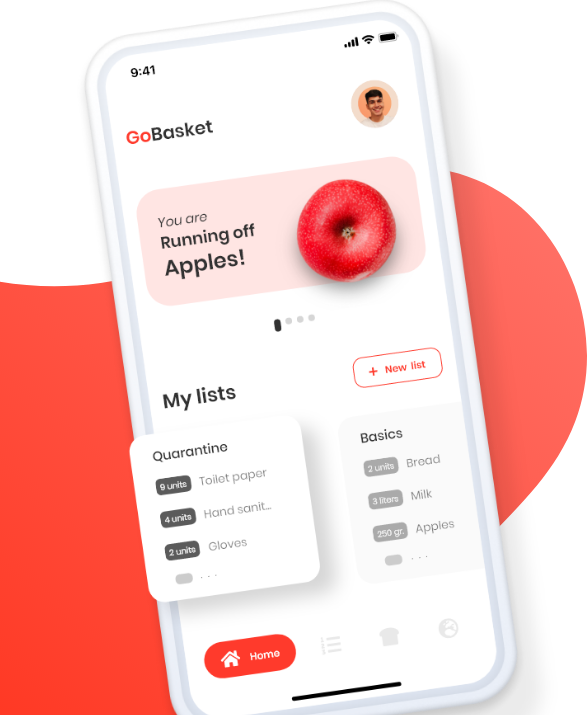 9:41
GoBasket
You are
Running off
Apples!
+ New list
My lists
Quarantine
9 units Toilet paper
4 units Hand sanit...
2 units Gloves
...
Basics
2 units Bread
3 liters Milk
250 gr. Apples
...
Home